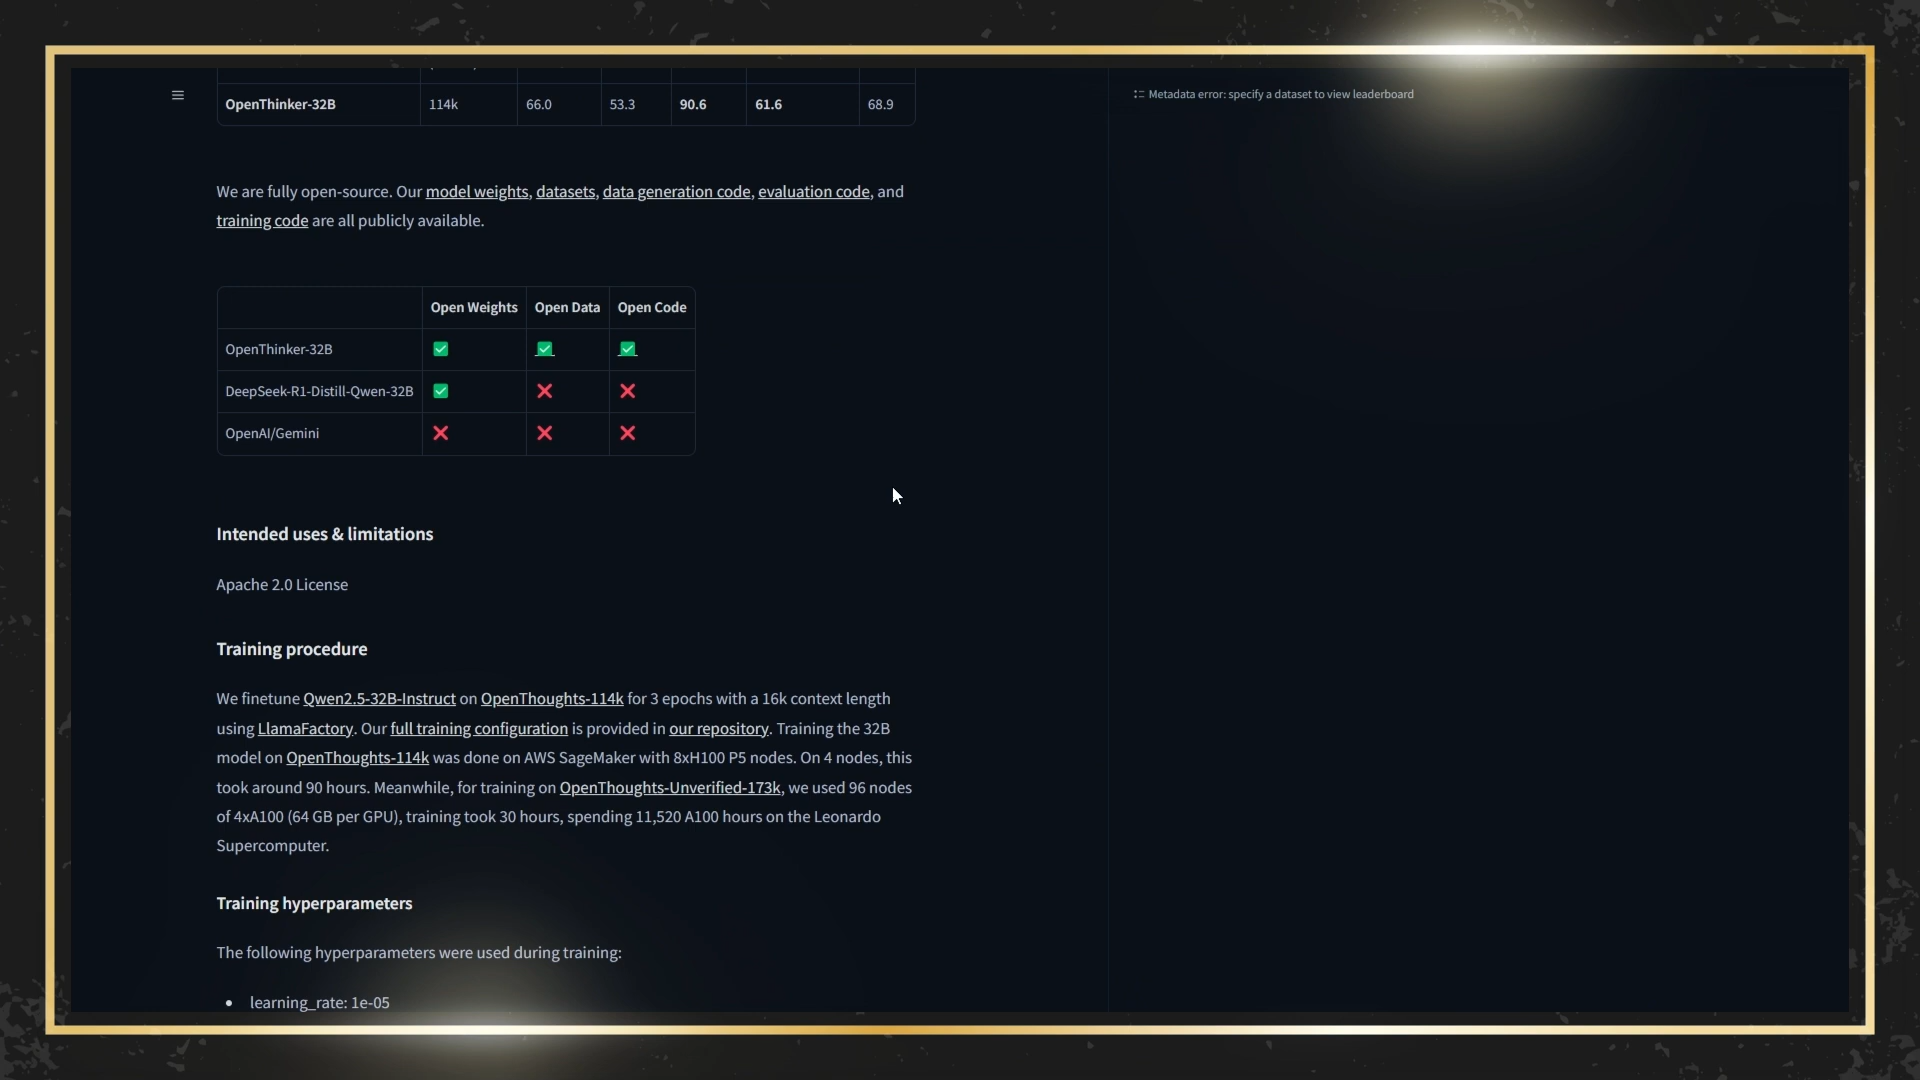 OpenThinker-32B 114k 66.0 53.3 90.6 61.6 68.9
Metadata error: specify a dataset to view leaderboard
We are fully open-source. Our model weights, datasets, data generation code, evaluation code, and
training code are all publicly available.
Open Weights Open Data Open Code
OpenThinker-32B ✅ ✅ ✅
DeepSeek-R1-Distill-Qwen-32B ✅ ❌ ❌
OpenAI/Gemini ❌ ❌ ❌
Intended uses & limitations
Apache 2.0 License
Training procedure
We finetune Qwen2.5-32B-Instruct on OpenThoughts-114k for 3 epochs with a 16k context length
using LlamaFactory. Our full training configuration is provided in our repository. Training the 32B
model on OpenThoughts-114k was done on AWS SageMaker with 8xH100 P5 nodes. On 4 nodes, this
took around 90 hours. Meanwhile, for training on OpenThoughts-Unverified-173k, we used 96 nodes
of 4xA100 (64 GB per GPU), training took 30 hours, spending 11,520 A100 hours on the Leonardo
Supercomputer.
Training hyperparameters
The following hyperparameters were used during training:
• learning_rate: 1e-05